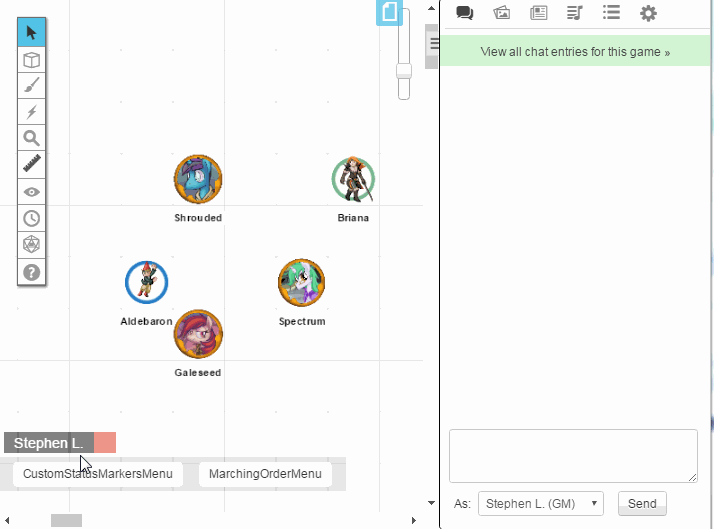 View all chat entries for this game »
Shrouded
Briana
Aldebaron
Spectrum
Galeseed
Stephen L.
CustomStatusMarkersMenu
MarchingOrderMenu
As:
Stephen L. (GM)
Send